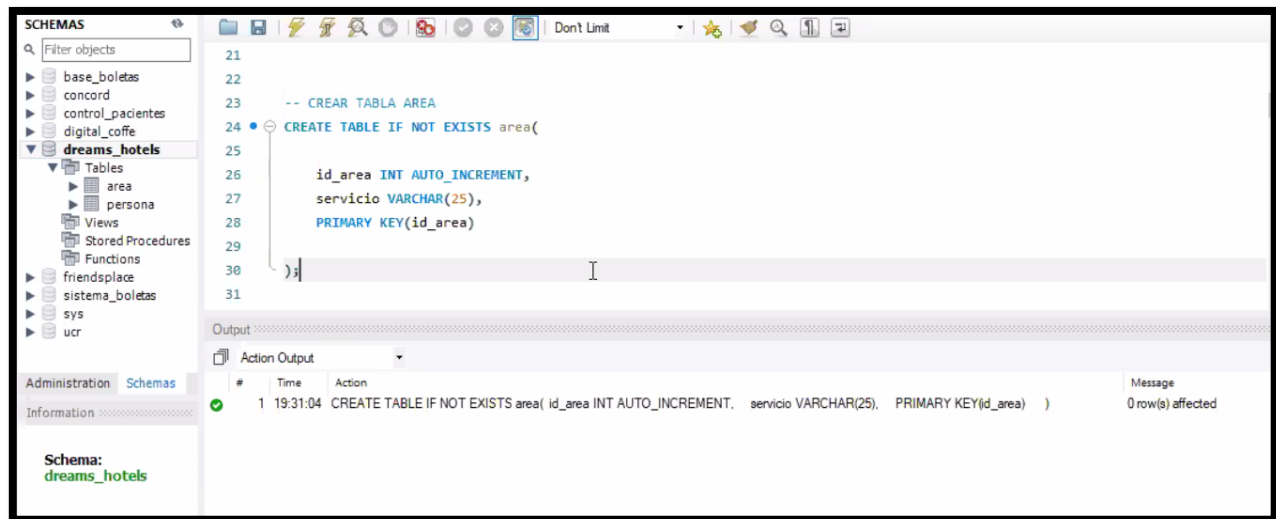 SCHEMAS
Filter objects
base_boletas
concord
control_pacientes
digital_coffe
dreams_hotels
Tables
area
persona
Views
Stored Procedures
Functions
friendsplace
sistema_boletas
sys
ucr
Administration Schemas
Information
Schema:
dreams_hotels
Don't Limit
21
22
23 -- CREAR TABLA AREA
24 CREATE TABLE IF NOT EXISTS area(
25
26 id_area INT AUTO_INCREMENT,
27 servicio VARCHAR(25),
28 PRIMARY KEY(id_area)
29
30 );
31
Output
Action Output
# Time Action Message
1 19:31:04 CREATE TABLE IF NOT EXISTS area( id_area INT AUTO_INCREMENT, servicio VARCHAR(25), PRIMARY KEY(id_area) ) 0 row(s) affected